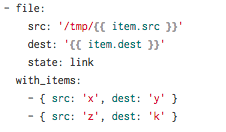 - file:
    src: '/tmp/{{ item.src }}'
    dest: '{{ item.dest }}'
    state: link
  with_items:
    - { src: 'x', dest: 'y' }
    - { src: 'z', dest: 'k' }